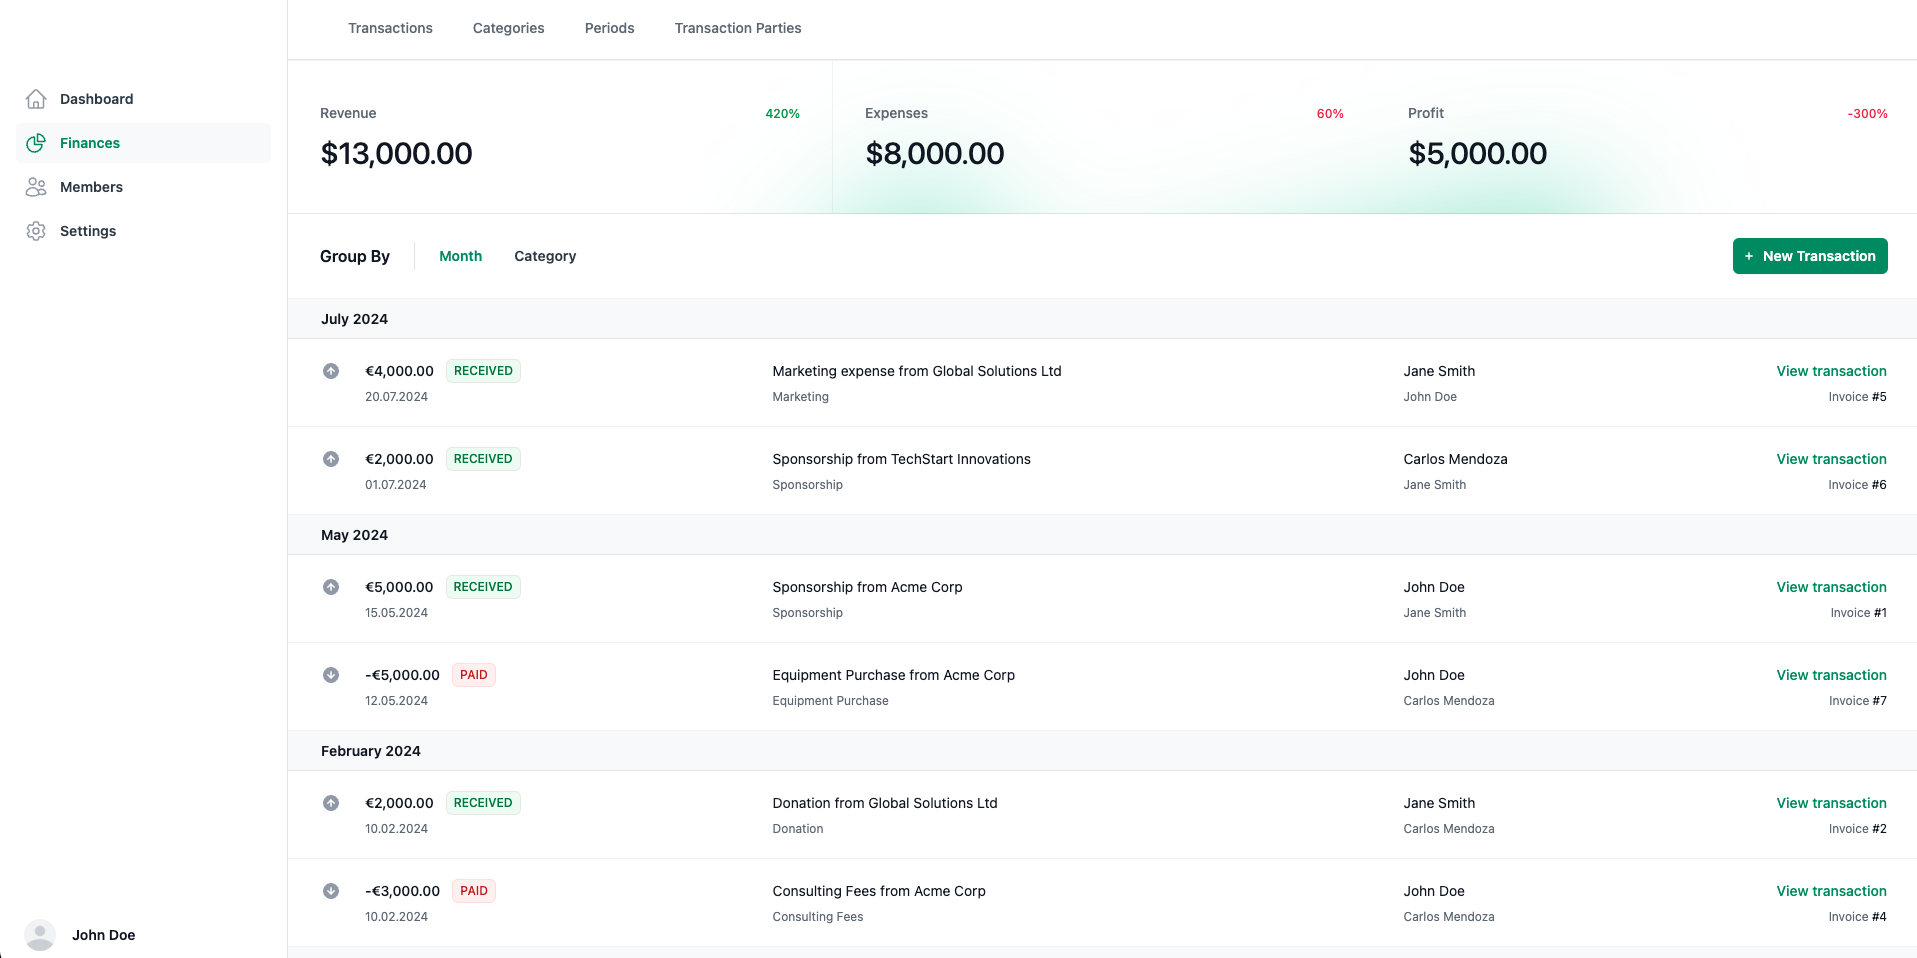 Transactions Categories Periods Transaction Parties
Dashboard
Finances
Members
Settings
Revenue 420%
$13,000.00
Expenses 60%
$8,000.00
Profit -300%
$5,000.00
Group By Month Category + New Transaction
July 2024
€4,000.00 RECEIVED Marketing expense from Global Solutions Ltd Jane Smith View transaction
20.07.2024 Marketing John Doe Invoice #5
€2,000.00 RECEIVED Sponsorship from TechStart Innovations Carlos Mendoza View transaction
01.07.2024 Sponsorship Jane Smith Invoice #6
May 2024
€5,000.00 RECEIVED Sponsorship from Acme Corp John Doe View transaction
15.05.2024 Sponsorship Jane Smith Invoice #1
-€5,000.00 PAID Equipment Purchase from Acme Corp John Doe View transaction
12.05.2024 Equipment Purchase Carlos Mendoza Invoice #7
February 2024
€2,000.00 RECEIVED Donation from Global Solutions Ltd Jane Smith View transaction
10.02.2024 Donation Carlos Mendoza Invoice #2
-€3,000.00 PAID Consulting Fees from Acme Corp John Doe View transaction
10.02.2024 Consulting Fees Carlos Mendoza Invoice #4
John Doe